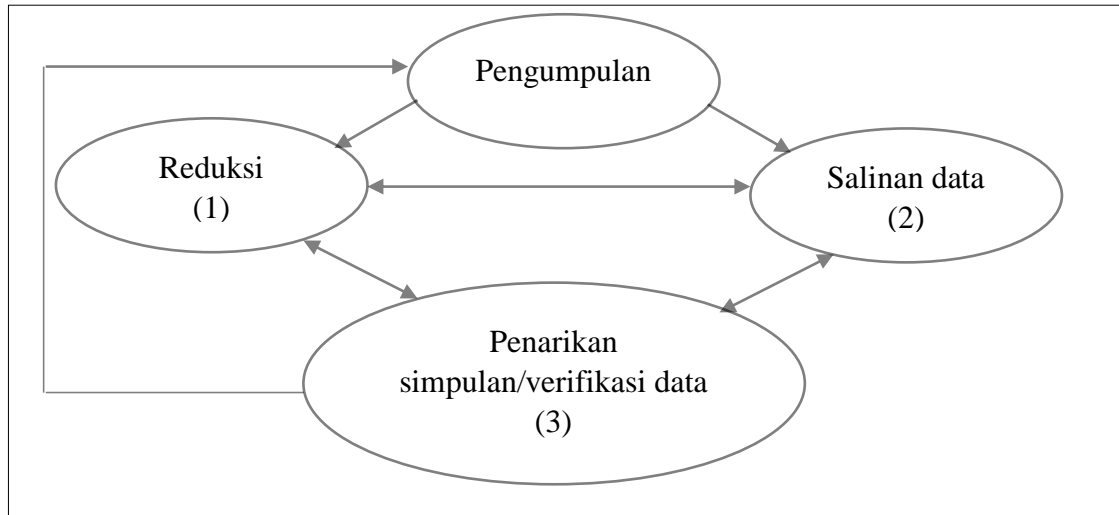 Pengumpulan
Reduksi
(1)
Salinan data
(2)
Penarikan
simpulan/verifikasi data
(3)